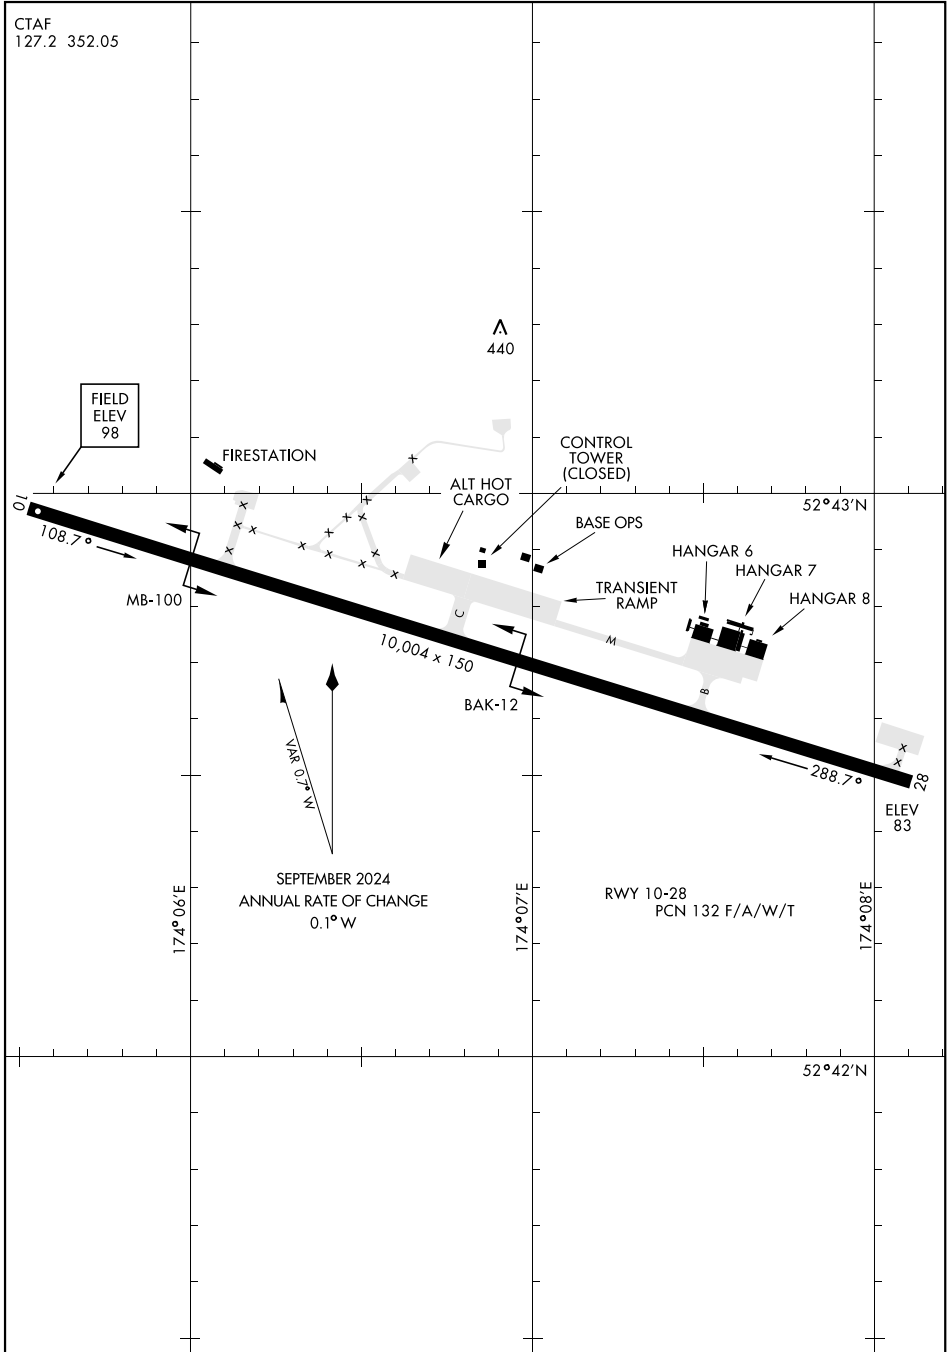 CTAF
127.2 352.05
440
FIELD
ELEV
98
FIRESTATION
CONTROL
TOWER
(CLOSED)
ALT HOT
CARGO
52°43'N
10
108.7°
BASE OPS
HANGAR 6
HANGAR 7
HANGAR 8
TRANSIENT
RAMP
MB-100
C
M
10,004 x 150
B
BAK-12
VAR 0.7° W
288.7°
28
ELEV
83
SEPTEMBER 2024
ANNUAL RATE OF CHANGE
0.1° W
RWY 10-28
PCN 132 F/A/W/T
174°06'E
174°07'E
174°08'E
52°42'N